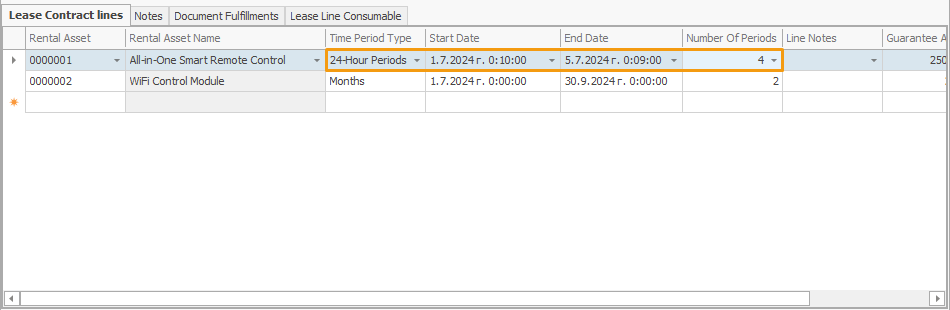 Lease Contract lines Notes Document Fulfillments Lease Line Consumable
Rental Asset Rental Asset Name Time Period Type Start Date End Date Number Of Periods Line Notes Guarantee A
0000001 All-in-One Smart Remote Control 24-Hour Periods 1.7.2024 г. 0:10:00 5.7.2024 г. 0:09:00 4 250
0000002 WiFi Control Module Months 1.7.2024 г. 0:00:00 30.9.2024 г. 0:00:00 2